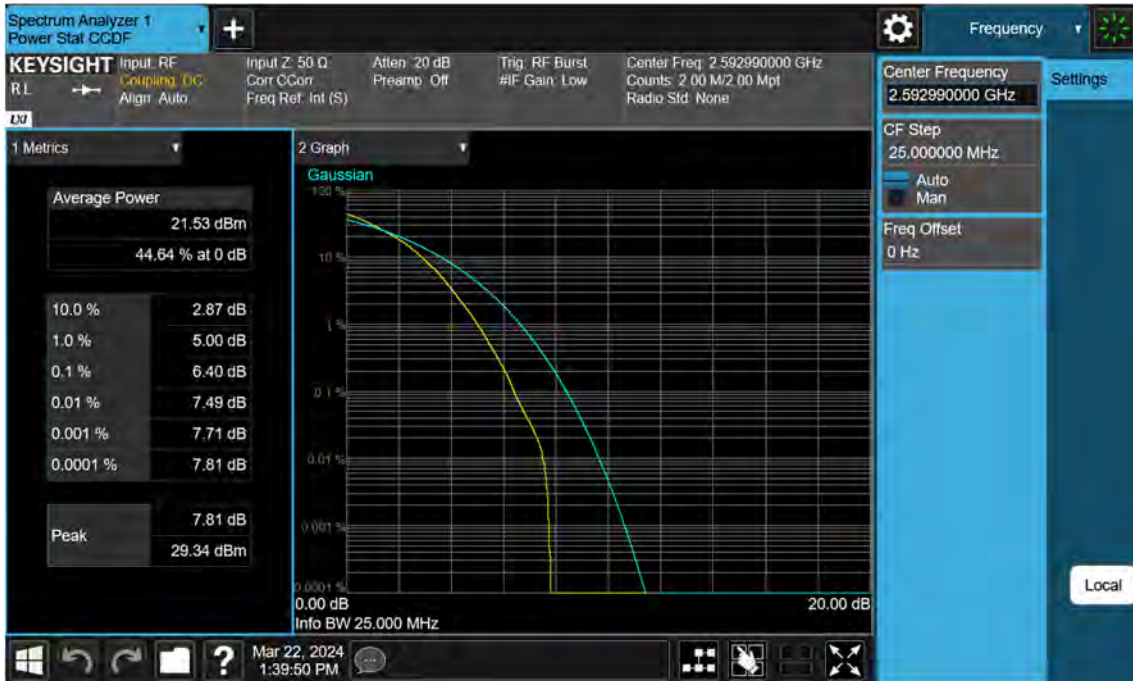 Spectrum Analyzer 1
Power Stat CCDF
+
Frequency
KEYSIGHT
RL
LXI
Input: RF
Coupling: DC
Align: Auto
Input Z: 50 Ω
Corr CCorr
Freq Ref: Int (S)
Atten: 20 dB
Preamp: Off
Trig: RF Burst
#IF Gain: Low
Center Freq: 2.592990000 GHz
Counts: 2.00 M/2.00 Mpt
Radio Std: None
Center Frequency
2.592990000 GHz
Settings
CF Step
25.000000 MHz
Auto
Man
Freq Offset
0 Hz
1 Metrics
Average Power
21.53 dBm
44.64 % at 0 dB
10.0 % 2.87 dB
1.0 % 5.00 dB
0.1 % 6.40 dB
0.01 % 7.49 dB
0.001 % 7.71 dB
0.0001 % 7.81 dB
Peak
7.81 dB
29.34 dBm
2 Graph
Gaussian
100 %
10 %
1 %
0.1 %
0.01 %
0.001 %
0.0001 %
0.00 dB 20.00 dB
Info BW 25.000 MHz
Local
?
Mar 22, 2024
1:39:50 PM